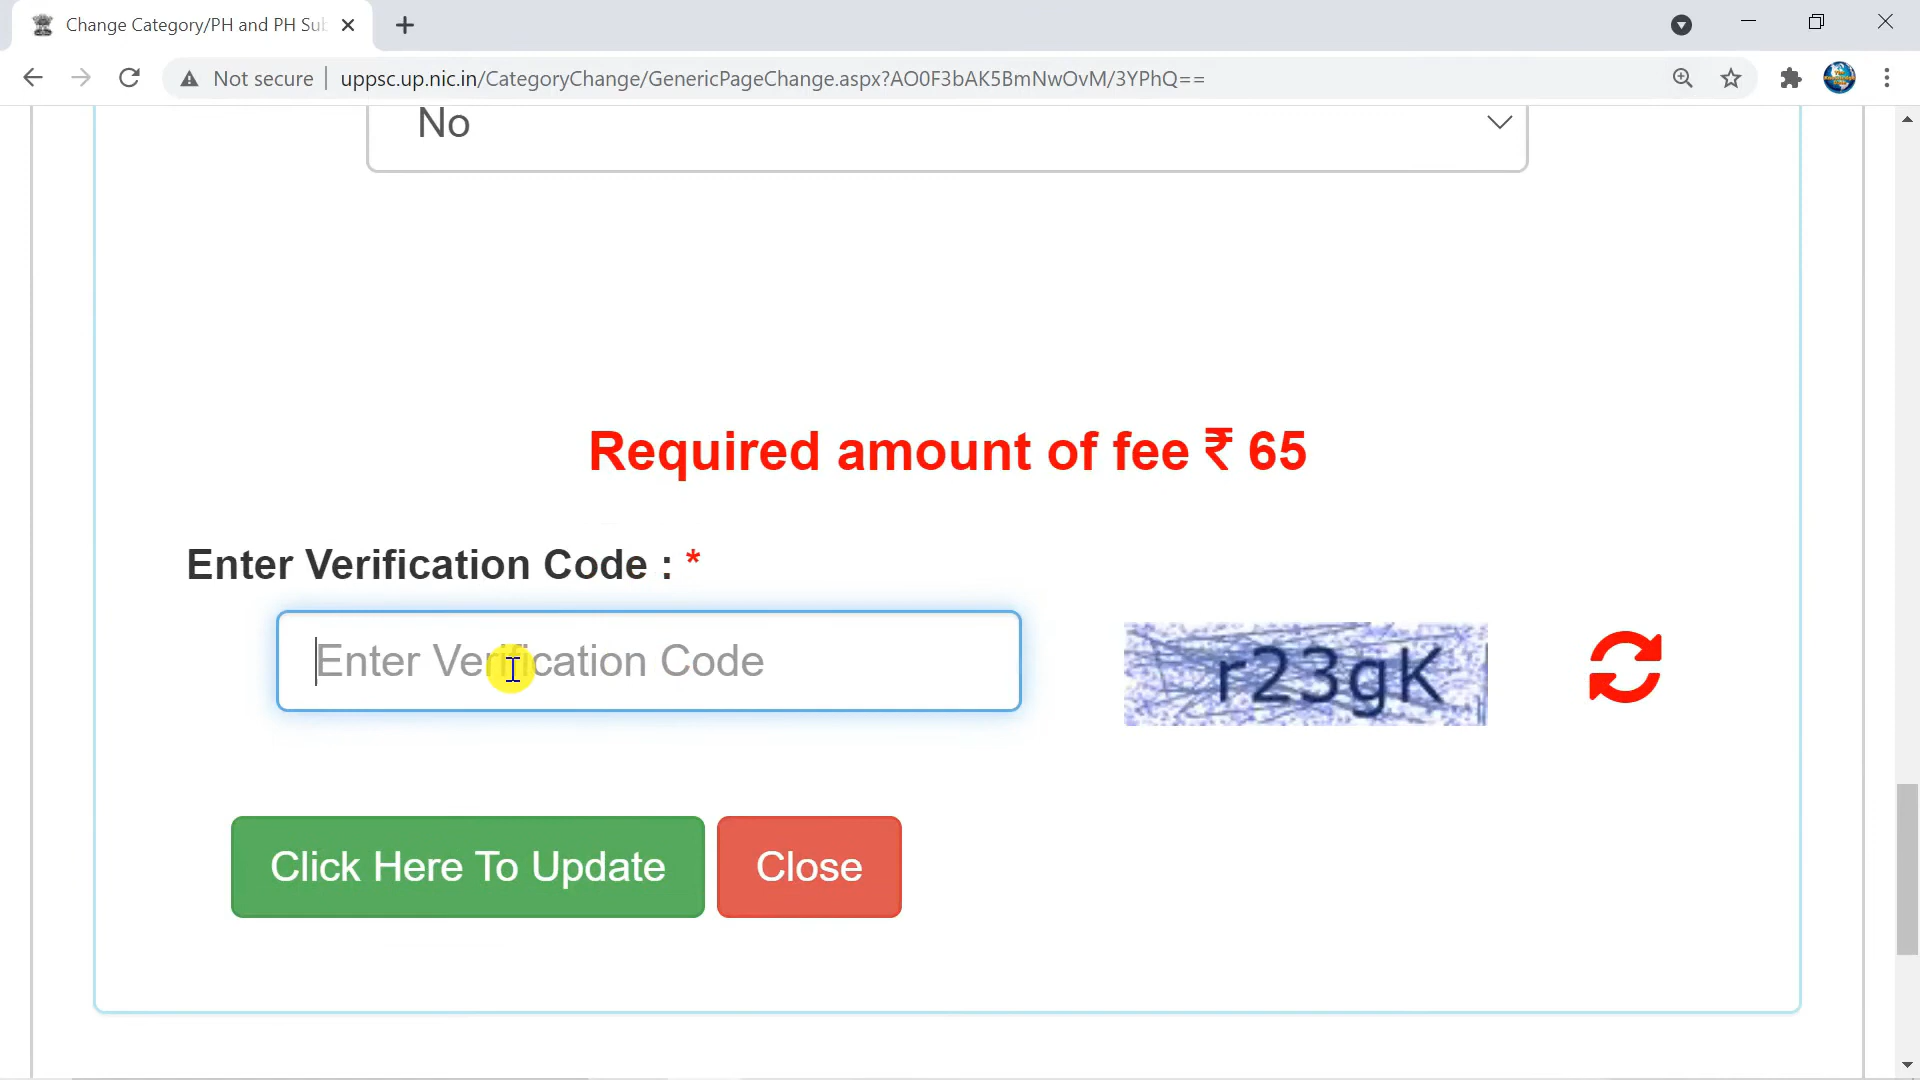 Change Category/PH and PH Sub
Not secure
uppsc.up.nic.in/CategoryChange/GenericPageChange.aspx?AO0F3bAK5BmNwOvM/3YPhQ==
No
Required amount of fee ₹ 65
Enter Verification Code : *
Enter Verification Code
r23gK
Click Here To Update
Close